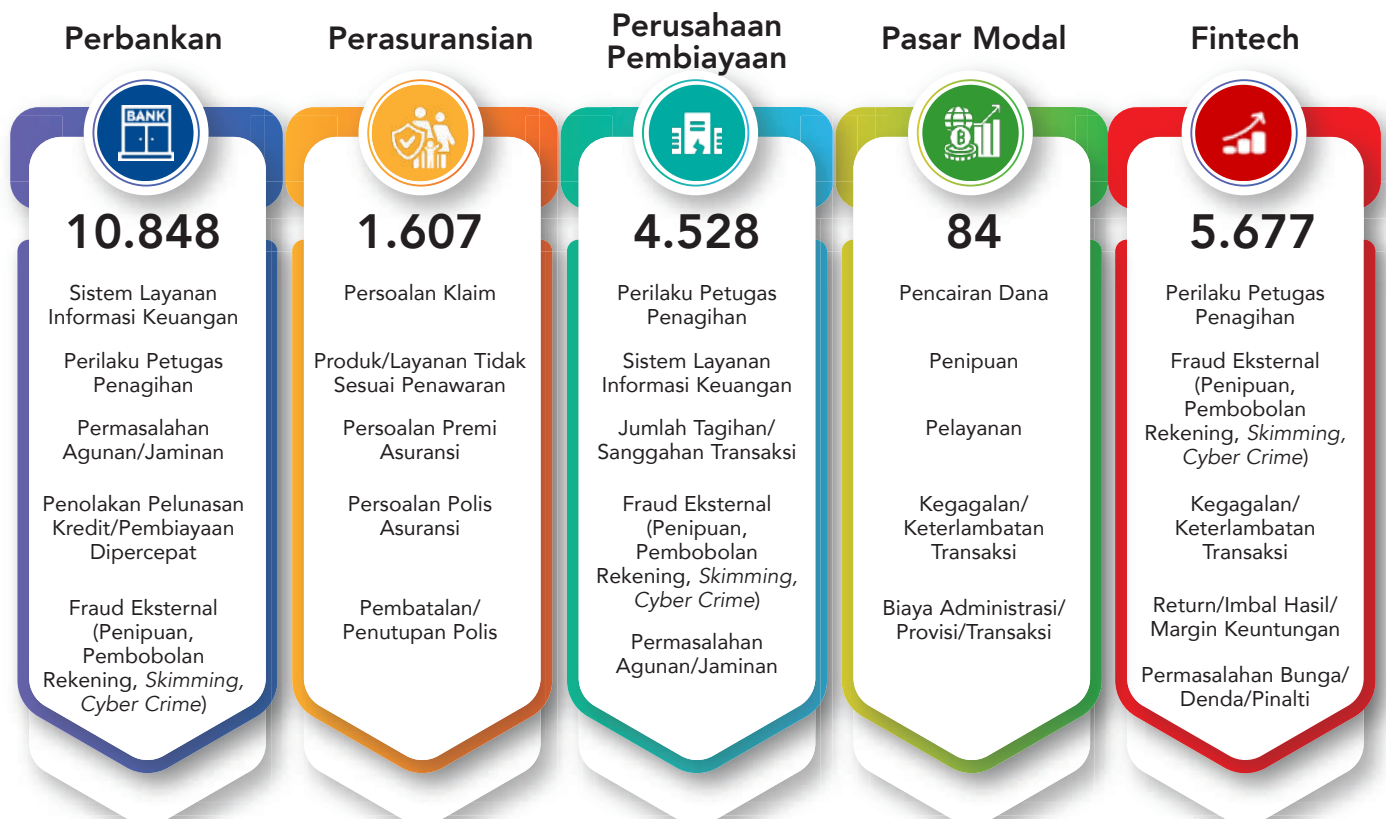 Perbankan
BANK
10.848
Sistem Layanan
Informasi Keuangan
Perilaku Petugas
Penagihan
Permasalahan
Agunan/Jaminan
Penolakan Pelunasan
Kredit/Pembiayaan
Dipercepat
Fraud Eksternal
(Penipuan,
Pembobolan
Rekening, Skimming,
Cyber Crime)
Perasuransian
1.607
Persoalan Klaim
Produk/Layanan Tidak
Sesuai Penawaran
Persoalan Premi
Asuransi
Persoalan Polis
Asuransi
Pembatalan/
Penutupan Polis
Perusahaan
Pembiayaan
4.528
Perilaku Petugas
Penagihan
Sistem Layanan
Informasi Keuangan
Jumlah Tagihan/
Sanggahan Transaksi
Fraud Eksternal
(Penipuan,
Pembobolan
Rekening, Skimming,
Cyber Crime)
Permasalahan
Agunan/Jaminan
Pasar Modal
84
Pencairan Dana
Penipuan
Pelayanan
Kegagalan/
Keterlambatan
Transaksi
Biaya Administrasi/
Provisi/Transaksi
Fintech
5.677
Perilaku Petugas
Penagihan
Fraud Eksternal
(Penipuan,
Pembobolan
Rekening, Skimming,
Cyber Crime)
Kegagalan/
Keterlambatan
Transaksi
Return/Imbal Hasil/
Margin Keuntungan
Permasalahan Bunga/
Denda/Pinalti